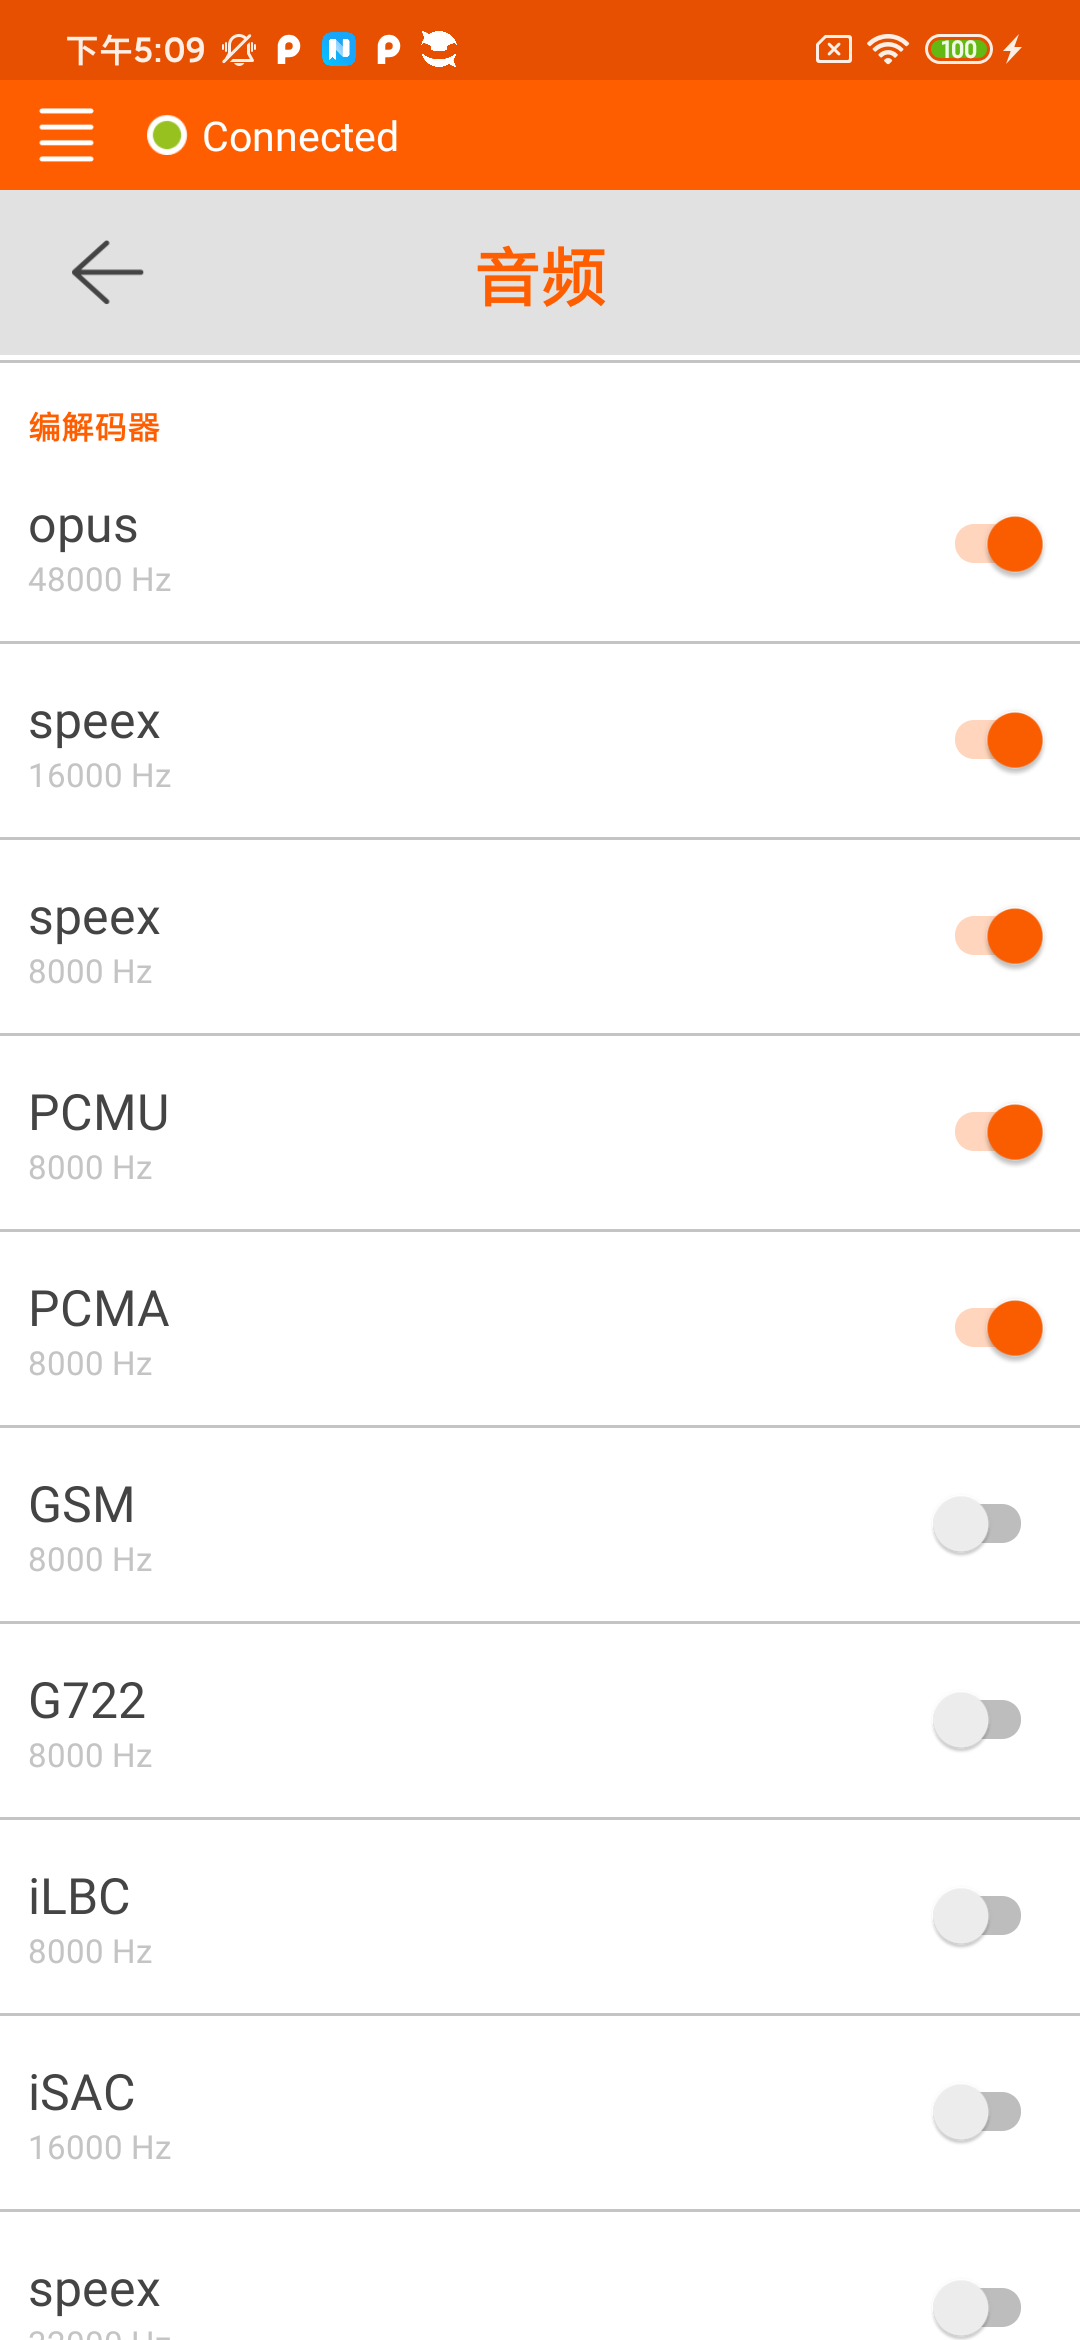 下午5:09
100
Connected
音频
编解码器
opus
48000 Hz
speex
16000 Hz
speex
8000 Hz
PCMU
8000 Hz
PCMA
8000 Hz
GSM
8000 Hz
G722
8000 Hz
iLBC
8000 Hz
iSAC
16000 Hz
speex